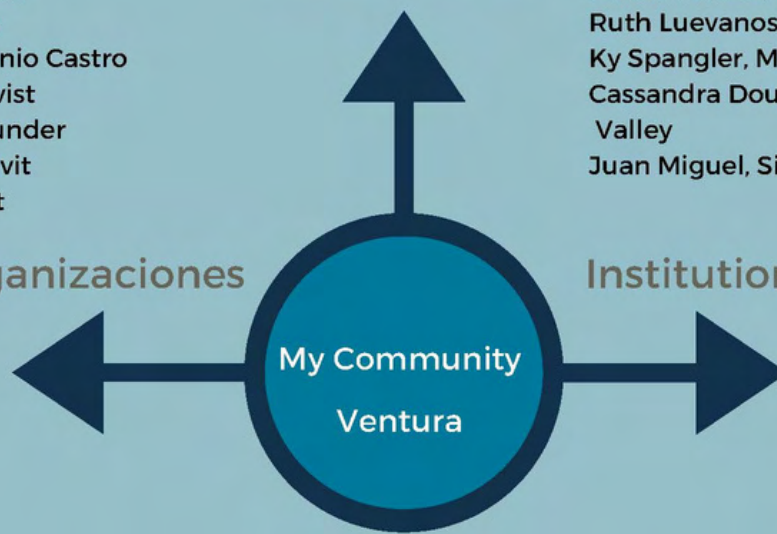 nio Castro
vist
under
vit
t
ganizaciones
Ruth Luevanos
Ky Spangler, M
Cassandra Dou
Valley
Juan Miguel, Si
Institution
My Community
Ventura